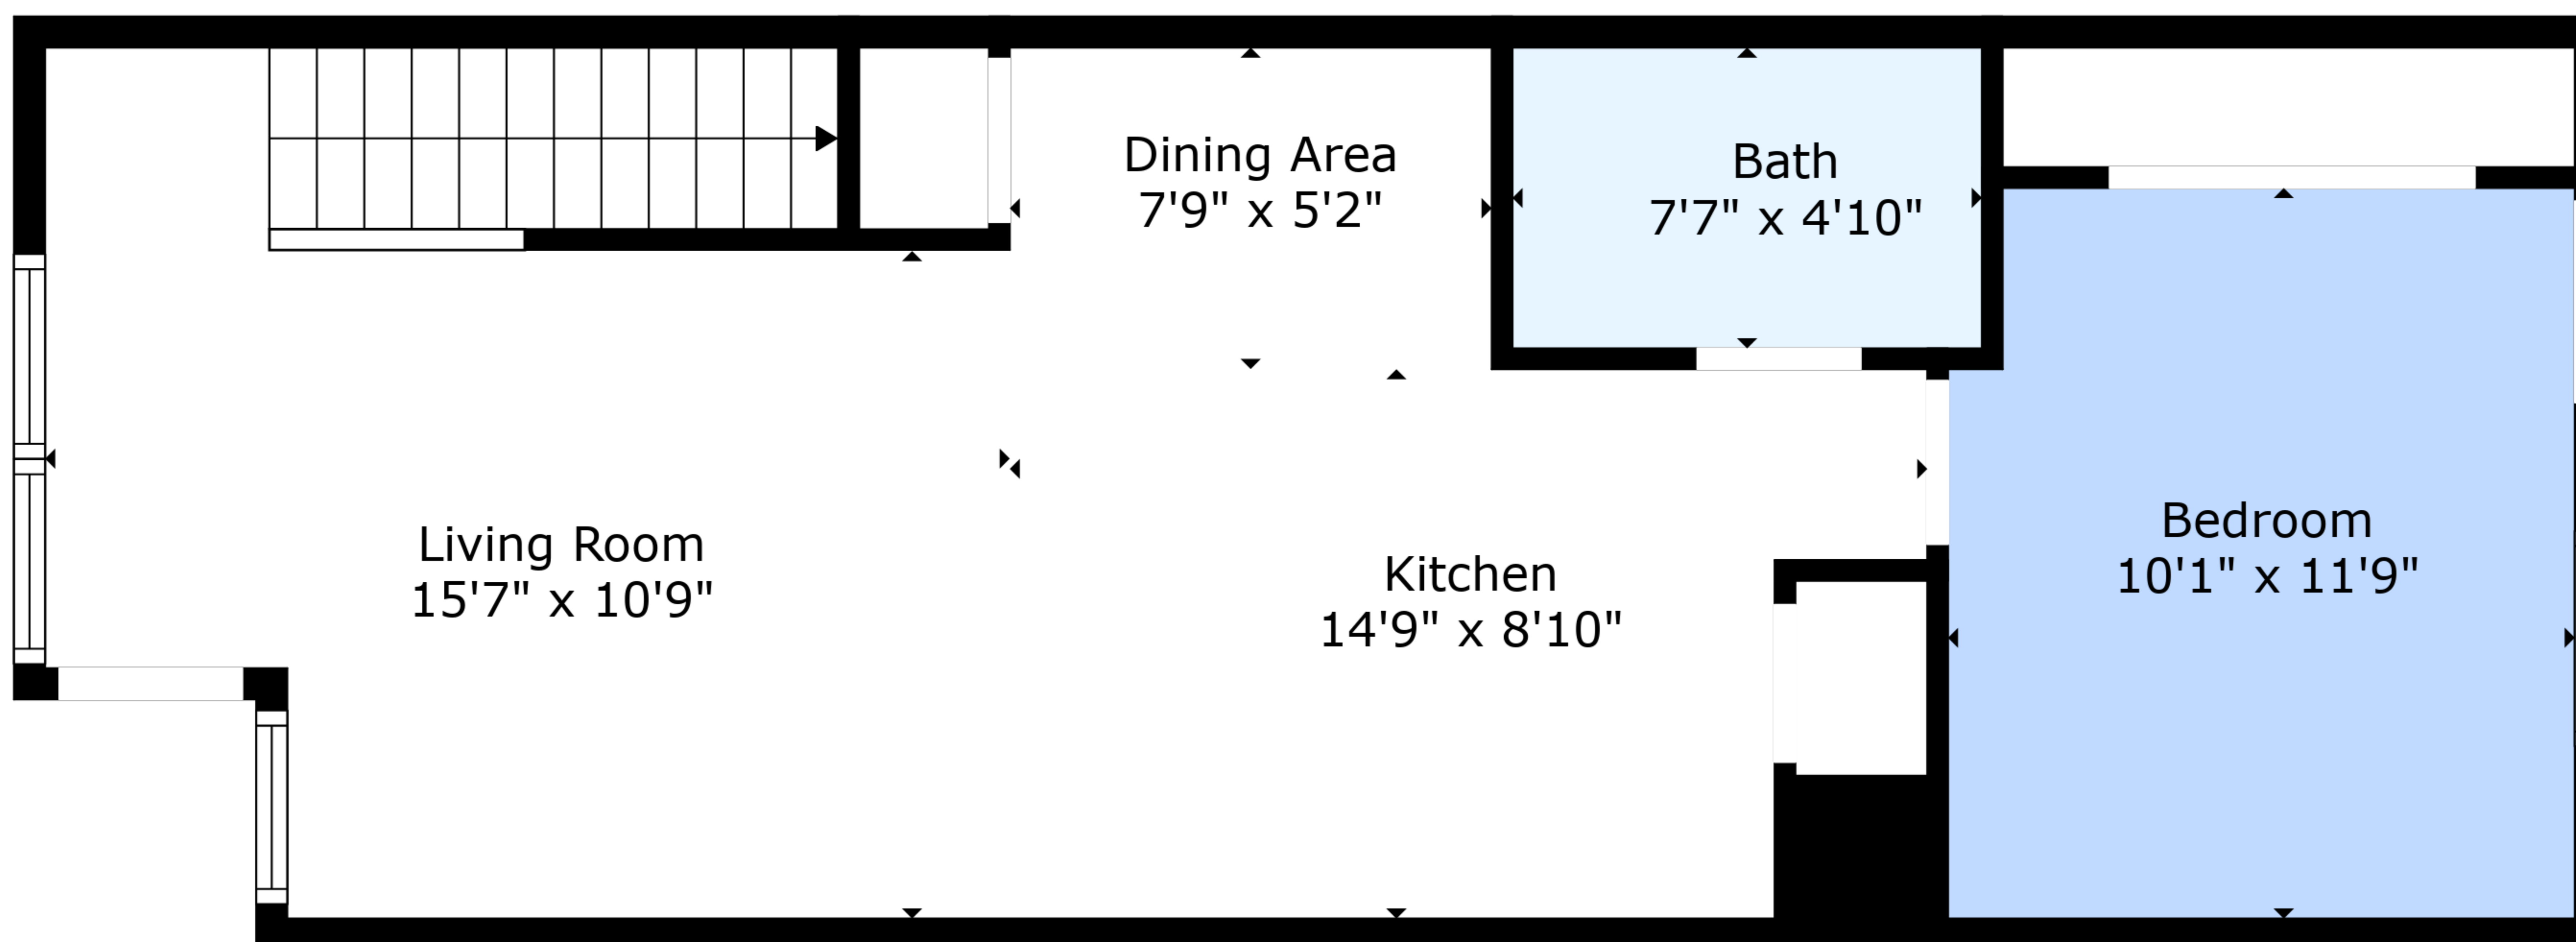 Dining Area
7'9" x 5'2"
Bath
7'7" x 4'10"
Living Room
15'7" x 10'9"
Kitchen
14'9" x 8'10"
Bedroom
10'1" x 11'9"